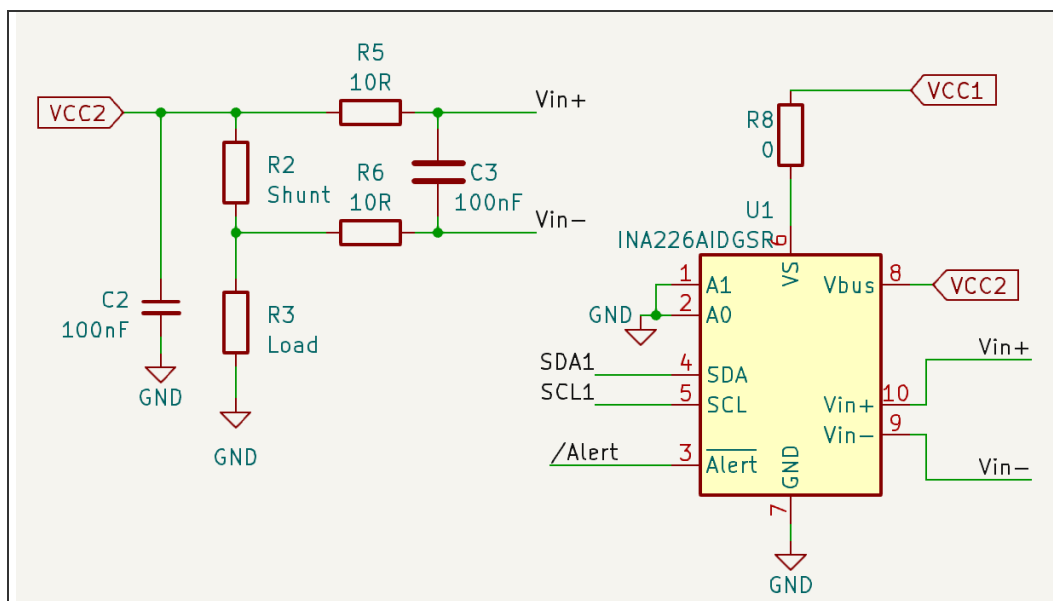 R5
10R
VCC2
Vin+
R2
Shunt
R6
10R
C3
100nF
Vin−
C2
100nF
R3
Load
GND
GND
VCC1
R8
0
U1
INA226AIDGSR
6
VS
1
A1
Vbus
8
VCC2
2
A0
GND
SDA1
4
SDA
SCL1
5
SCL
Vin+
Vin+
10
Vin−
9
/Alert
3
Alert
Vin−
GND
7
GND